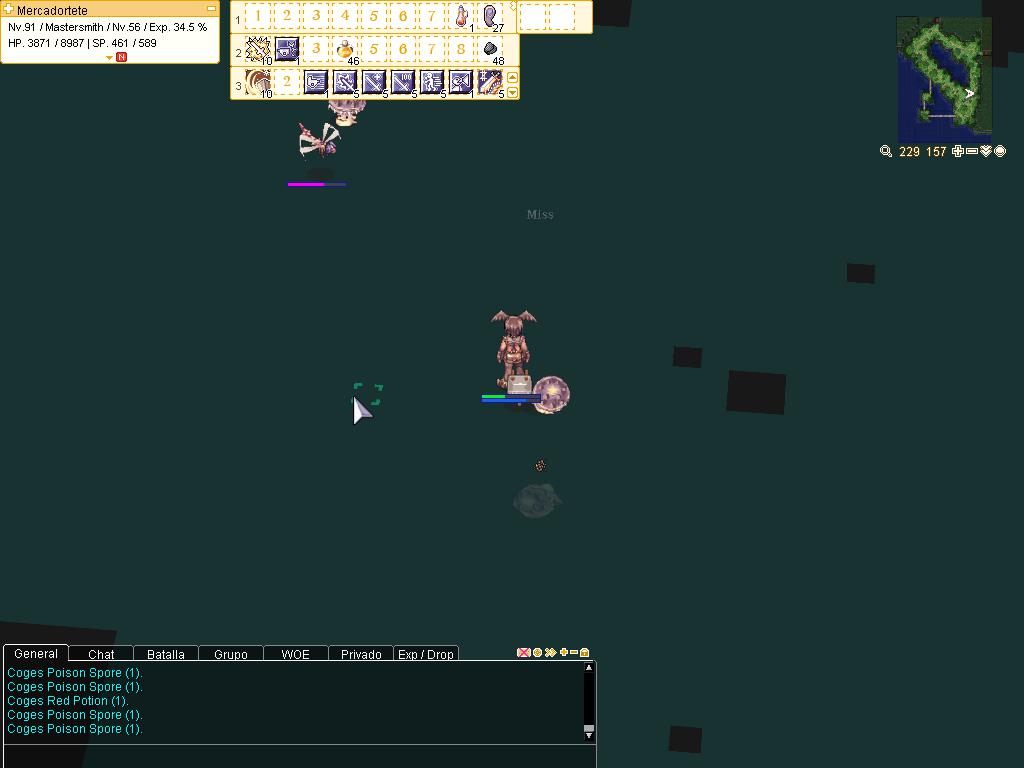 Mercadortete
Nv.91 / Mastersmith / Nv.56 / Exp. 34.5 %
HP. 3871 / 8987 | SP. 461 / 589
N
1 1 2 3 4 5 6 7 1 27
2 10 1 3 46 5 6 7 8 48
3 10 2 1 5 5 5 5 1 5
229 157
Miss
General Chat Batalla Grupo WOE Privado Exp / Drop
Coges Poison Spore (1).
Coges Poison Spore (1).
Coges Red Potion (1).
Coges Poison Spore (1).
Coges Poison Spore (1).